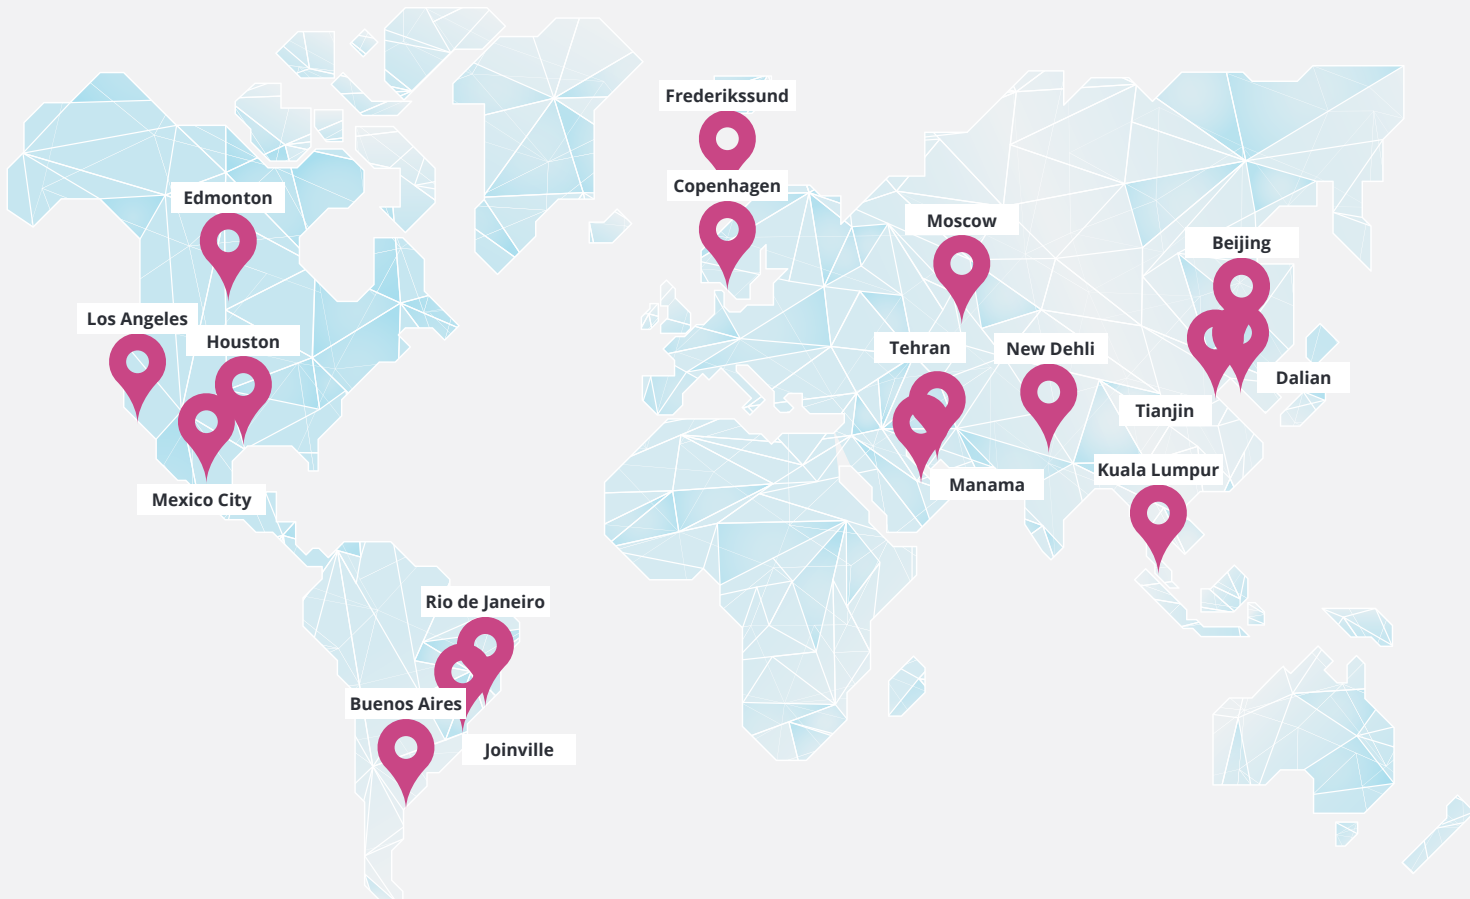 Frederikssund
Copenhagen
Edmonton
Moscow
Beijing
Los Angeles
Houston
Tehran
New Dehli
Dalian
Tianjin
Kuala Lumpur
Manama
Mexico City
Rio de Janeiro
Buenos Aires
Joinville